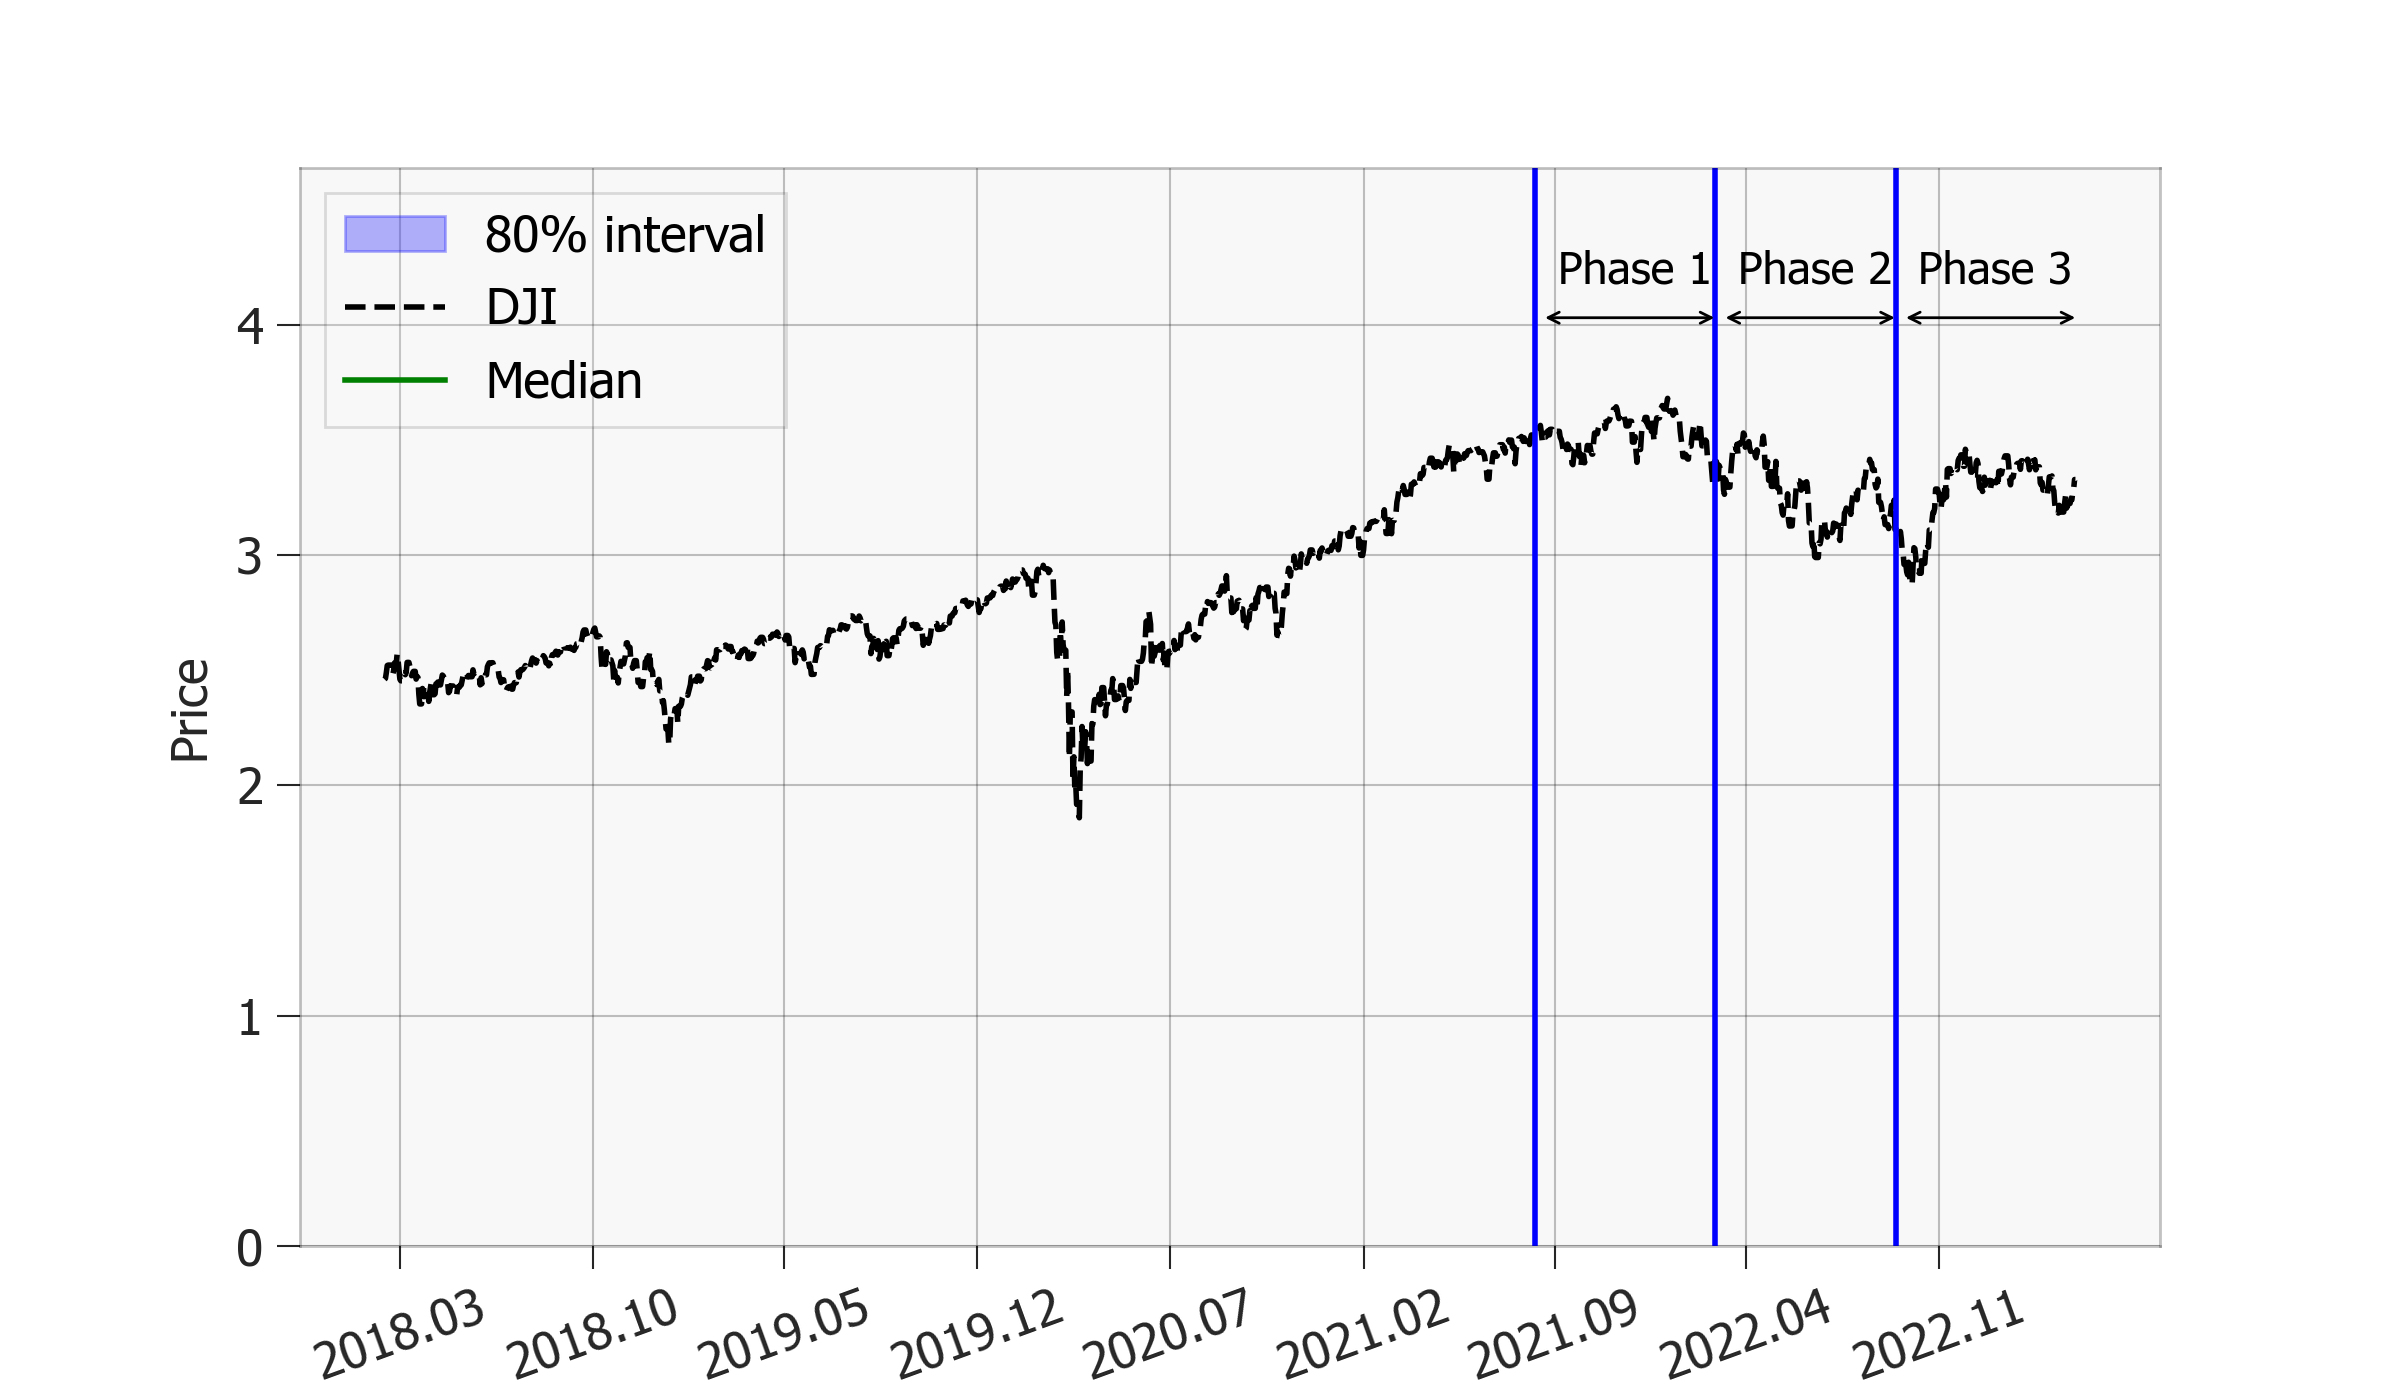 80% interval
DJI
Median
Phase 1
Phase 2
Phase 3
4
3
2
1
0
Price
2018.03
2018.10
2019.05
2019.12
2020.07
2021.02
2021.09
2022.04
2022.11